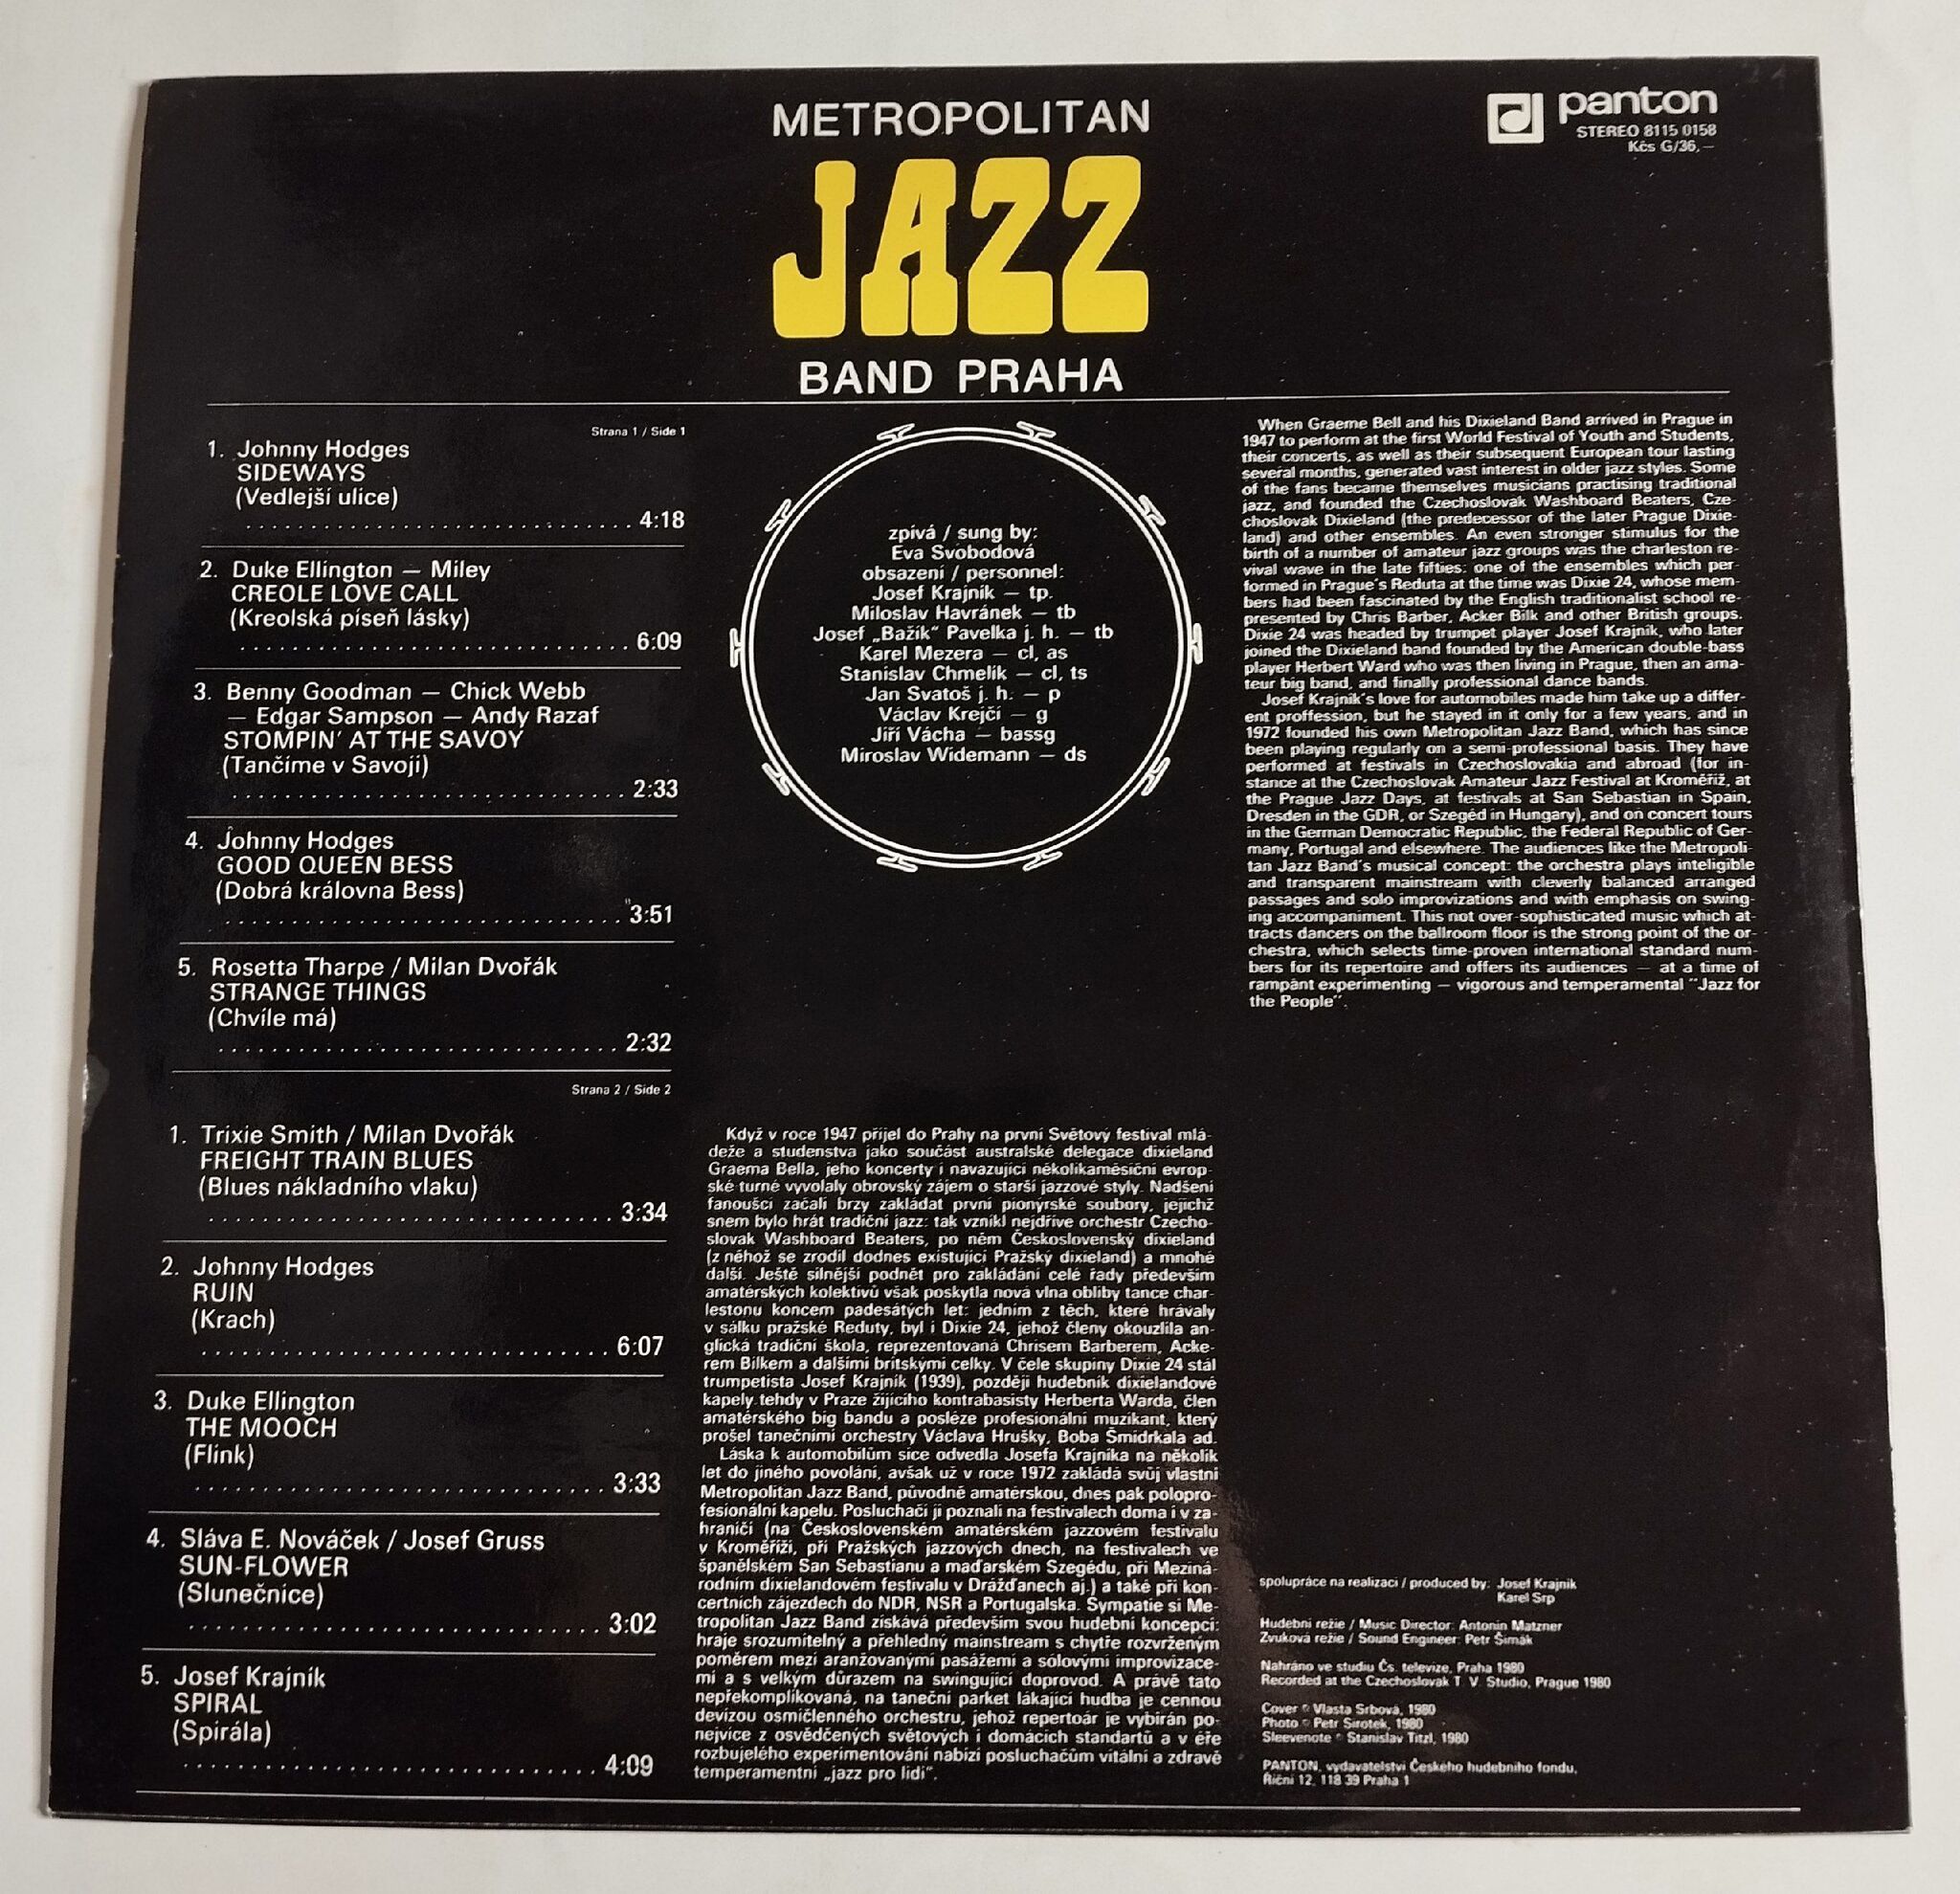 METROPOLITAN
JAZZ
BAND PRAHA
panton
STEREO 8115 0158
Kčs G/36,—
Strana 1 / Side 1
1. Johnny Hodges
SIDEWAYS
(Vedlejší ulice)
4:18
2. Duke Ellington — Miley
CREOLE LOVE CALL
(Kreolská píseň lásky)
6:09
3. Benny Goodman — Chick Webb
— Edgar Sampson — Andy Razaf
STOMPIN' AT THE SAVOY
(Tančíme v Savoji)
2:33
4. Johnny Hodges
GOOD QUEEN BESS
(Dobrá královna Bess)
3:51
5. Rosetta Tharpe / Milan Dvořák
STRANGE THINGS
(Chvíle má)
2:32
Strana 2 / Side 2
1. Trixie Smith / Milan Dvořák
FREIGHT TRAIN BLUES
(Blues nákladního vlaku)
3:34
2. Johnny Hodges
RUIN
(Krach)
6:07
3. Duke Ellington
THE MOOCH
(Flink)
3:33
4. Sláva E. Nováček / Josef Gruss
SUN-FLOWER
(Slunečnice)
3:02
5. Josef Krajník
SPIRAL
(Spirála)
4:09
zpívá / sung by:
Eva Svobodová
obsazení / personnel:
Josef Krajník — tp.
Miloslav Havránek — tb
Josef „Bažík“ Pavelka j. h. — tb
Karel Mezera — cl, as
Stanislav Chmelík — cl, ts
Jan Svatoš j. h. — p
Václav Krejčí — g
Jiří Vácha — bassg
Miroslav Widemann — ds
Když v roce 1947 přijel do Prahy na první Světový festival mlá-
deže a studenstva jako součást australské delegace dixieland
Graema Bella, jeho koncerty i navazující několikaměsíční evrop-
ské turné vyvolaly obrovský zájem o starší jazzové styly. Nadšení
fanoušci začali brzy zakládat první pionýrské soubory, jejichž
snem bylo hrát tradiční jazz: tak vznikl nejdříve orchestr Czecho-
slovak Washboard Beaters, po něm Československý dixieland
(z něhož se zrodil dodnes existující Pražský dixieland) a mnohé
další. Ještě silnější podnět pro zakládání celé řady především
amatérských kolektivů však poskytla nová vlna obliby tance char-
lestonu koncem padesátých let: jedním z těch, které hrávaly
v sálku pražské Reduty, byl i Dixie 24, jehož členy okouzlila an-
glická tradiční škola, reprezentovaná Chrisem Barberem, Acke-
rem Bilkem a dalšími britskými celky. V čele skupiny Dixie 24 stál
trumpetista Josef Krajník (1939), později hudebník dixielandové
kapely tehdy v Praze žijícího kontrabasisty Herberta Warda, člen
amatérského big bandu a posléze profesionální muzikant, který
prošel tanečními orchestry Václava Hrušky, Boba Šmidrkala ad.
Láska k automobilům sice odvedla Josefa Krajníka na několik
let do jiného povolání, avšak už v roce 1972 zakládá svůj vlastní
Metropolitan Jazz Band, původně amatérskou, dnes pak polopro-
fesionální kapelu. Posluchači ji poznali na festivalech doma i v za-
hraničí (na Československém amatérském jazzovém festivalu
v Kroměříži, při Pražských jazzových dnech, na festivalech ve
španělském San Sebastianu a maďarském Szegédu, při Meziná-
rodním dixielandovém festivalu v Drážďanech aj.) a také při kon-
certních zájezdech do NDR, NSR a Portugalska. Sympatie si Me-
tropolitan Jazz Band získává především svou hudební koncepcí:
hraje srozumitelný a přehledný mainstream s chytře rozvrženým
poměrem mezi aranžovanými pasážemi a sólovými improvizace-
mi a s velkým důrazem na swingující doprovod. A právě tato
nepřekomplikovaná, na taneční parket lákající hudba je cennou
devizou osmičlenného orchestru, jehož repertoár je vybírán po-
nejvíce z osvědčených světových i domácích standartů a v éře
rozbujelého experimentování nabízí posluchačům vitální a zdravě
temperamentní „jazz pro lidi“.
When Graeme Bell and his Dixieland Band arrived in Prague in
1947 to perform at the first World Festival of Youth and Students,
their concerts, as well as their subsequent European tour lasting
several months, generated vast interest in older jazz styles. Some
of the fans became themselves musicians practising traditional
jazz, and founded the Czechoslovak Washboard Beaters, Cze-
choslovak Dixieland (the predecessor of the later Prague Dixie-
land) and other ensembles. An even stronger stimulus for the
birth of a number of amateur jazz groups was the charleston re-
vival wave in the late fifties: one of the ensembles which per-
formed in Prague's Reduta at the time was Dixie 24, whose mem-
bers had been fascinated by the English traditionalist school re-
presented by Chris Barber, Acker Bilk and other British groups.
Dixie 24 was headed by trumpet player Josef Krajník, who later
joined the Dixieland band founded by the American double-bass
player Herbert Ward who was then living in Prague, then an ama-
teur big band, and finally professional dance bands.
Josef Krajník's love for automobiles made him take up a differ-
ent proffession, but he stayed in it only for a few years, and in
1972 founded his own Metropolitan Jazz Band, which has since
been playing regularly on a semi-professional basis. They have
performed at festivals in Czechoslovakia and abroad (for in-
stance at the Czechoslovak Amateur Jazz Festival at Kroměříž, at
the Prague Jazz Days, at festivals at San Sebastian in Spain,
Dresden in the GDR, or Szegéd in Hungary), and on concert tours
in the German Democratic Republic, the Federal Republic of Ger-
many, Portugal and elsewhere. The audiences like the Metropoli-
tan Jazz Band's musical concept: the orchestra plays inteligible
and transparent mainstream with cleverly balanced arranged
passages and solo improvizations and with emphasis on swing-
ing accompaniment. This not over-sophisticated music which at-
tracts dancers on the ballroom floor is the strong point of the or-
chestra, which selects time-proven international standard num-
bers for its repertoire and offers its audiences — at a time of
rampant experimenting — vigorous and temperamental "Jazz for
the People".
spolupráce na realizaci / produced by: Josef Krajník
Karel Srp
Hudební režie / Music Director: Antonín Matzner
Zvuková režie / Sound Engineer: Petr Šimák
Nahráno ve studiu Čs. televize, Praha 1980
Recorded at the Czechoslovak T. V. Studio, Prague 1980
Cover © Vlasta Srbová, 1980
Photo © Petr Sirotek, 1980
Sleevenote © Stanislav Titzl, 1980
PANTON, vydavatelství Českého hudebního fondu,
Říční 12, 118 39 Praha 1